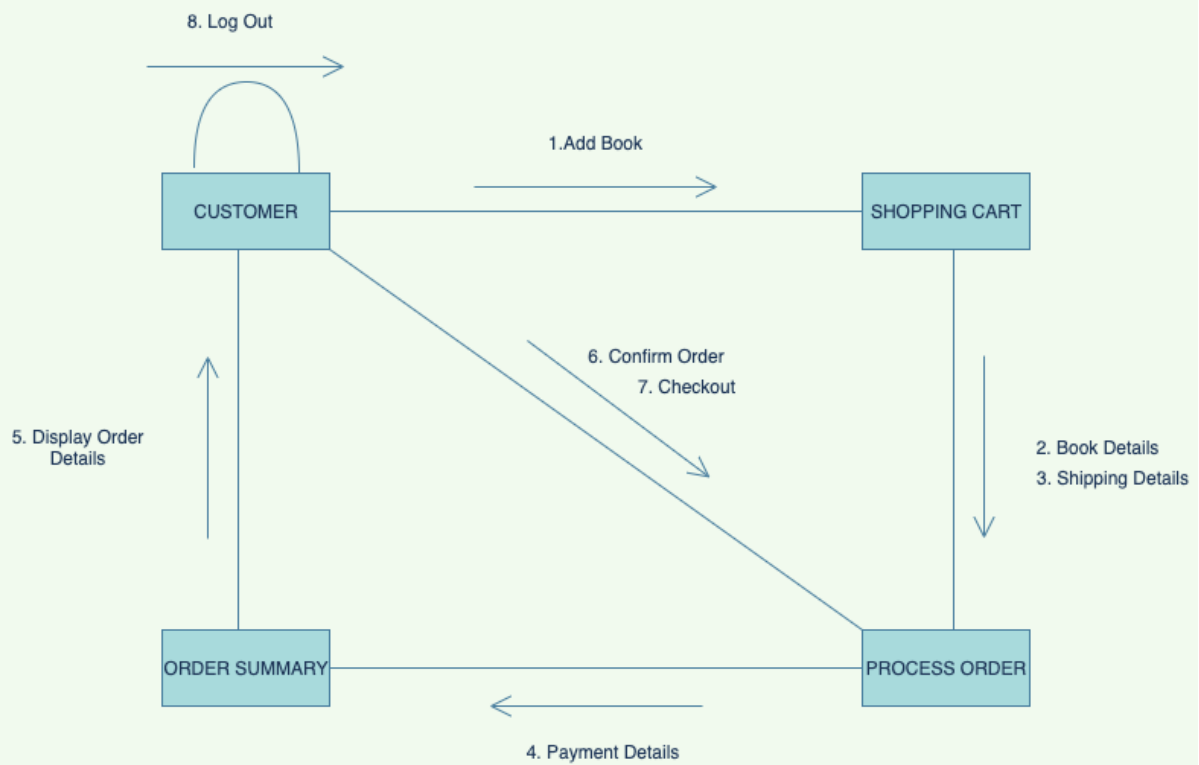 8. Log Out
1.Add Book
CUSTOMER
SHOPPING CART
6. Confirm Order
7. Checkout
5. Display Order
Details
2. Book Details
3. Shipping Details
ORDER SUMMARY
PROCESS ORDER
4. Payment Details